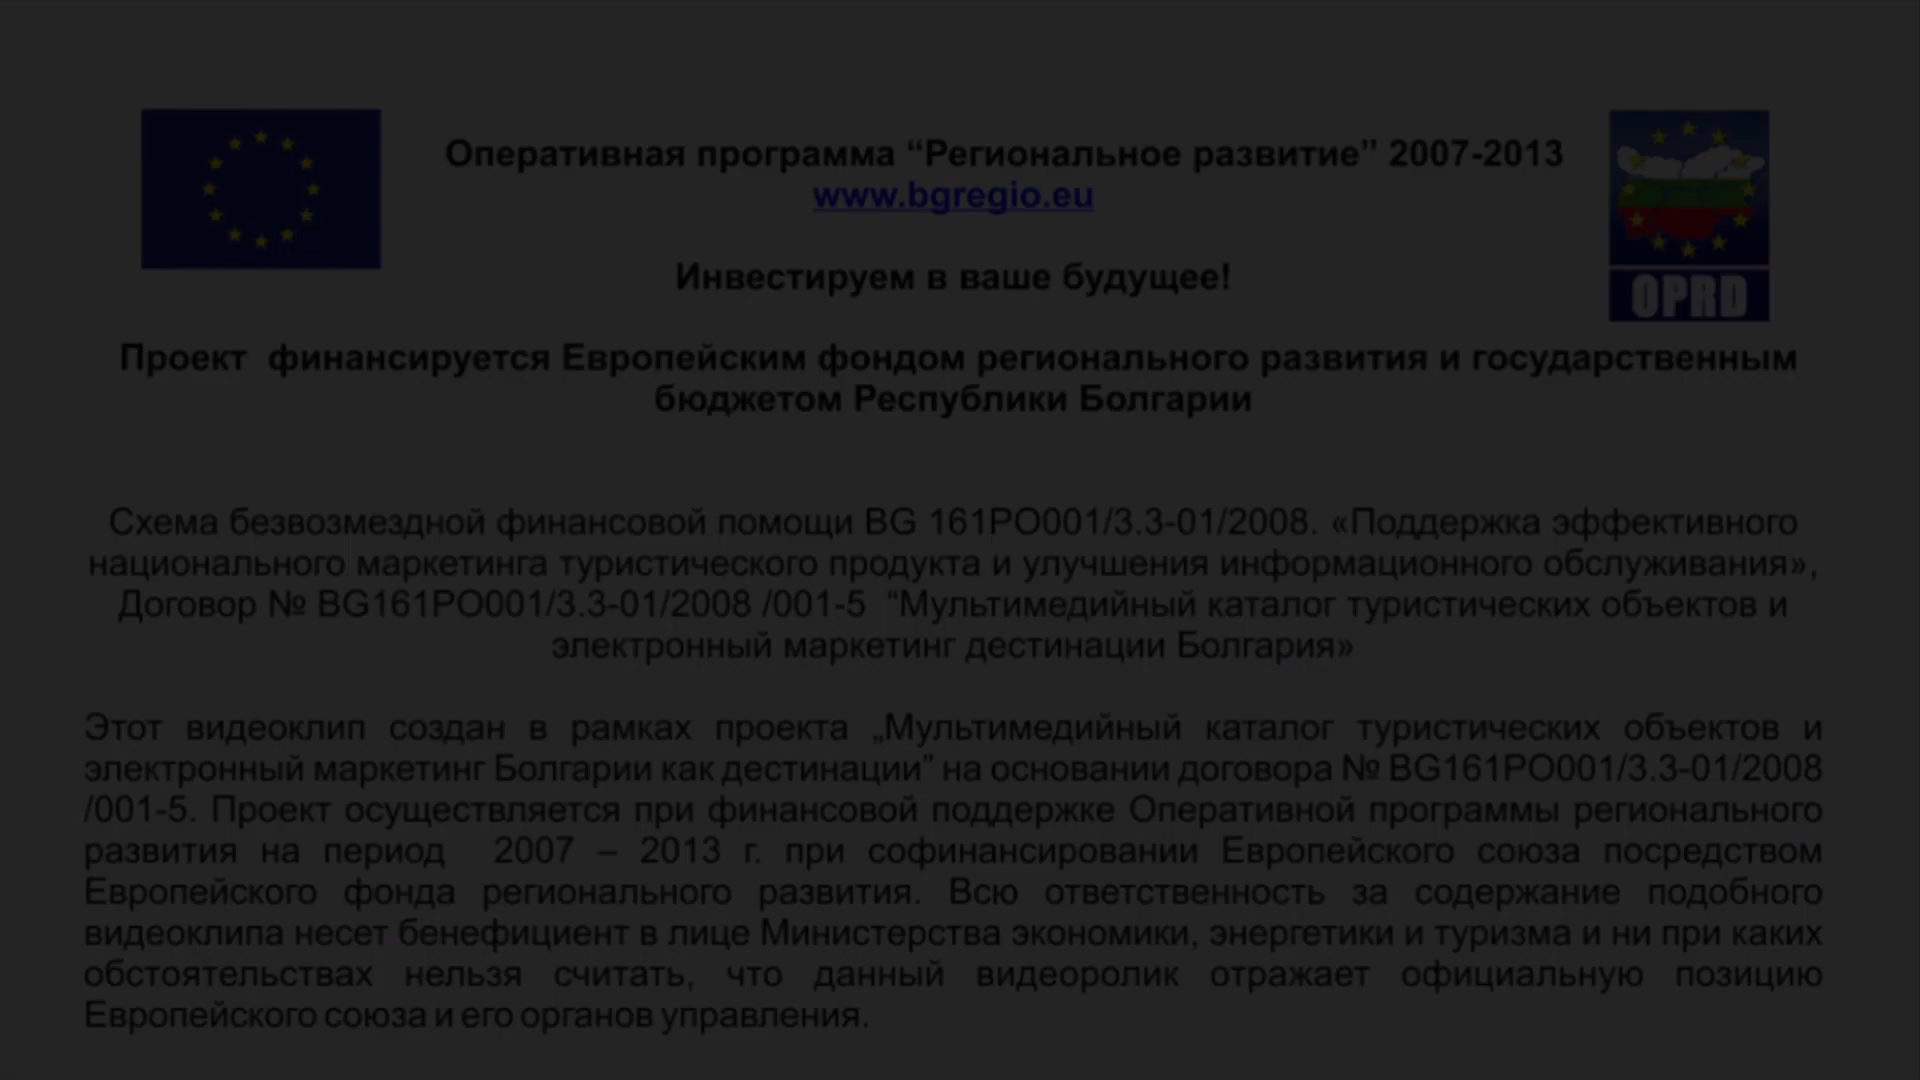 Оперативная программа “Региональное развитие” 2007-2013
www.bgregio.eu
Инвестируем в ваше будущее!
OPRD
Проект финансируется Европейским фондом регионального развития и государственным
бюджетом Республики Болгарии
Схема безвозмездной финансовой помощи BG 161PO001/3.3-01/2008. «Поддержка эффективного
национального маркетинга туристического продукта и улучшения информационного обслуживания»,
Договор № BG161PO001/3.3-01/2008 /001-5 “Мультимедийный каталог туристических объектов и
электронный маркетинг дестинации Болгария»
Этот видеоклип создан в рамках проекта „Мультимедийный каталог туристических объектов и
электронный маркетинг Болгарии как дестинации” на основании договора № BG161PO001/3.3-01/2008
/001-5. Проект осуществляется при финансовой поддержке Оперативной программы регионального
развития на период 2007 – 2013 г. при софинансировании Европейского союза посредством
Европейского фонда регионального развития. Всю ответственность за содержание подобного
видеоклипа несет бенефициент в лице Министерства экономики, энергетики и туризма и ни при каких
обстоятельствах нельзя считать, что данный видеоролик отражает официальную позицию
Европейского союза и его органов управления.